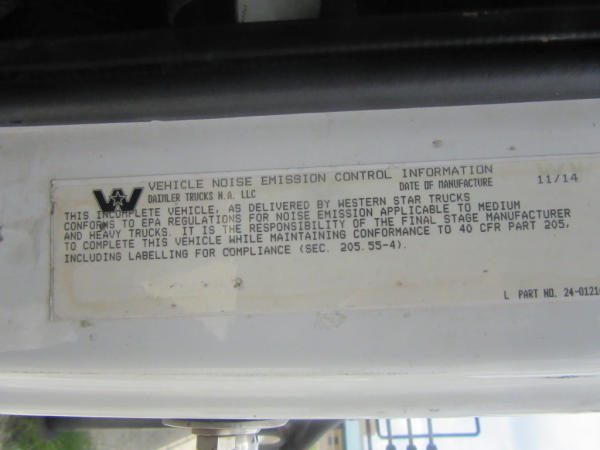 VEHICLE NOISE EMISSION CONTROL INFORMATION
DAIMLER TRUCKS N.A. LLC DATE OF MANUFACTURE 11/14
THIS INCOMPLETE VEHICLE, AS DELIVERED BY WESTERN STAR TRUCKS
CONFORMS TO EPA REGULATIONS FOR NOISE EMISSION APPLICABLE TO MEDIUM
AND HEAVY TRUCKS. IT IS THE RESPONSIBILITY OF THE FINAL STAGE MANUFACTURER
TO COMPLETE THIS VEHICLE WHILE MAINTAINING CONFORMANCE TO 40 CFR PART 205,
INCLUDING LABELLING FOR COMPLIANCE (SEC. 205.55-4).
L PART NO. 24-0121